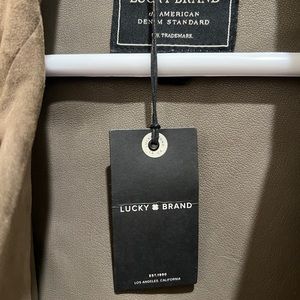 LUCKY BRAND
AMERICAN
DENIM STANDARD
TRADEMARK.
LUCKY BRAND
EST.1990
LOS ANGELES, CALIFORNIA